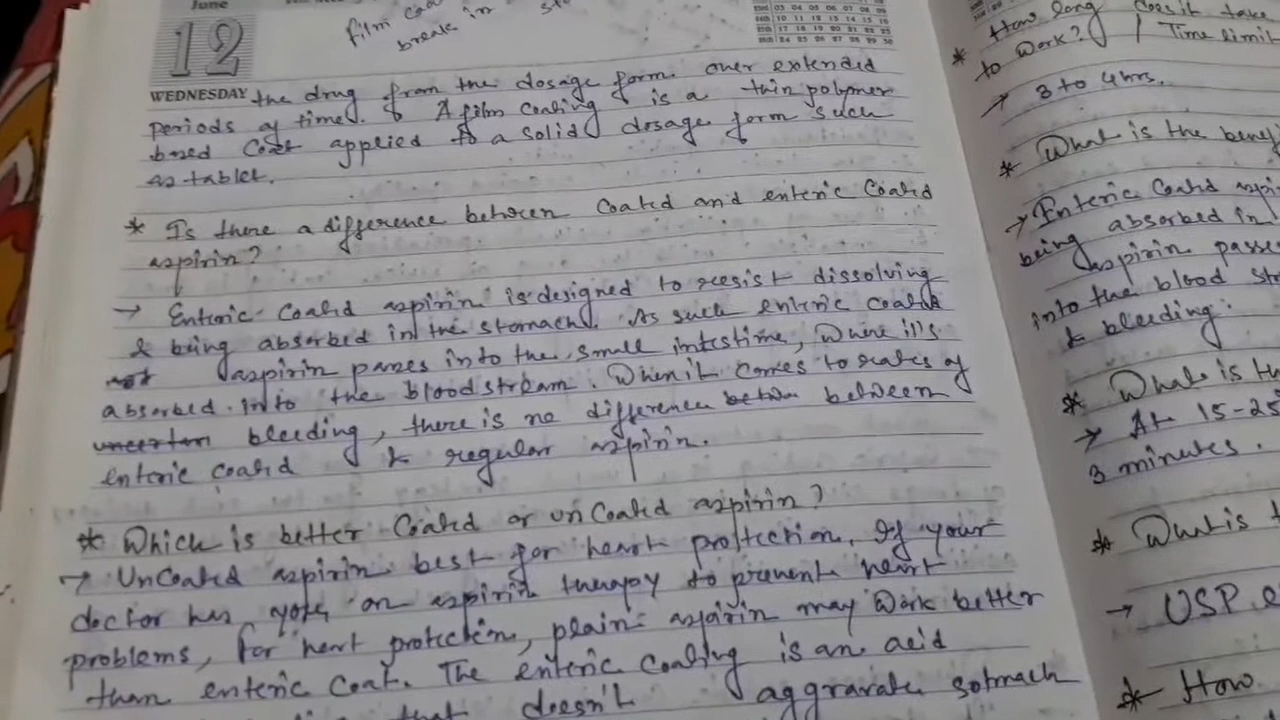 June
12
WEDNESDAY
film
break in
the drug from the dosage form. over extended
periods of time. A film coating is a thin polymer
based coat applied to a solid dosage form such
as tablet.
* Is there a difference between coated and enteric coated
aspirin?
→ Enteric coated aspirin is designed to resist dissolving
& being absorbed in the stomach. As such enteric coated
aspirin passes into the small intestine, where it's
absorbed into the bloodstream. When it comes to rates of
bleeding, there is no difference between
enteric coated & regular aspirin.
* Which is better coated or uncoated aspirin?
→ Uncoated aspirin best for heart protection. If your
doctor has you on aspirin therapy to prevent heart
problems, for heart protection, plain aspirin may work better
than enteric coat. The enteric coating is an acid
that doesn't aggravate sotmach
* How long does it take
to work? / Time limit
→ 3 to 4 hrs.
* What is the
→ Enteric coated
being absorbed in
aspirin
into the blood
& bleeding.
* What is
→ At 15-25
3 minutes.
* What is
→ USP
* How